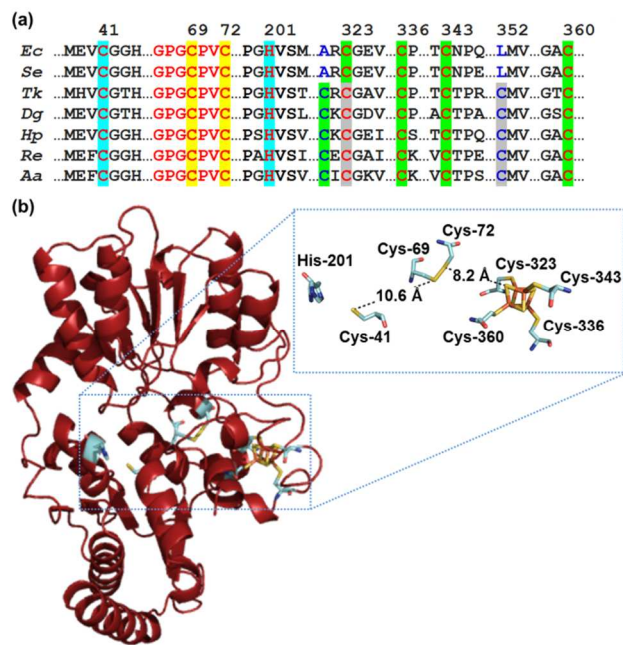 (a)
41 69 72 201 323 336 343 352 360
Ec ...MEVCGGH...GPGCPVC...PGHVSM...ARCGEV...CP..TCNPQ..LMV..GAC...
Se ...MEVCGGH...GPGCPVC...PGHVSM...ARCGEV...CP..TCNPQ..LMV..GAC...
Tk ...MHVCGTH...GPGCPVC...PGHVST...CRCGAV...CP..TCTPQ..CMV..GTC...
Dg ...MEVCGTH...GPGCPVC...PGHVSL...CKCGDV...CP..ACTPA..CMV..GSC...
Hp ...MEVCGGH...GPGCPVC...PSHVSM...CKCGEI...CS..TCTPQ..CMV..GAC...
Re ...MEFCGGH...GPGCPVC...PAHVSI...CECGAI...CK..VCTPE..CMV..GAC...
Aa ...MEFCGGH...GPGCPVC...PGHVSV...CICGKV...CK..VCTPS..CMV..GAC...
(b)
Cys-72
His-201 Cys-69 Cys-323
8.2 Å Cys-343
10.6 Å
Cys-41 Cys-360 Cys-336